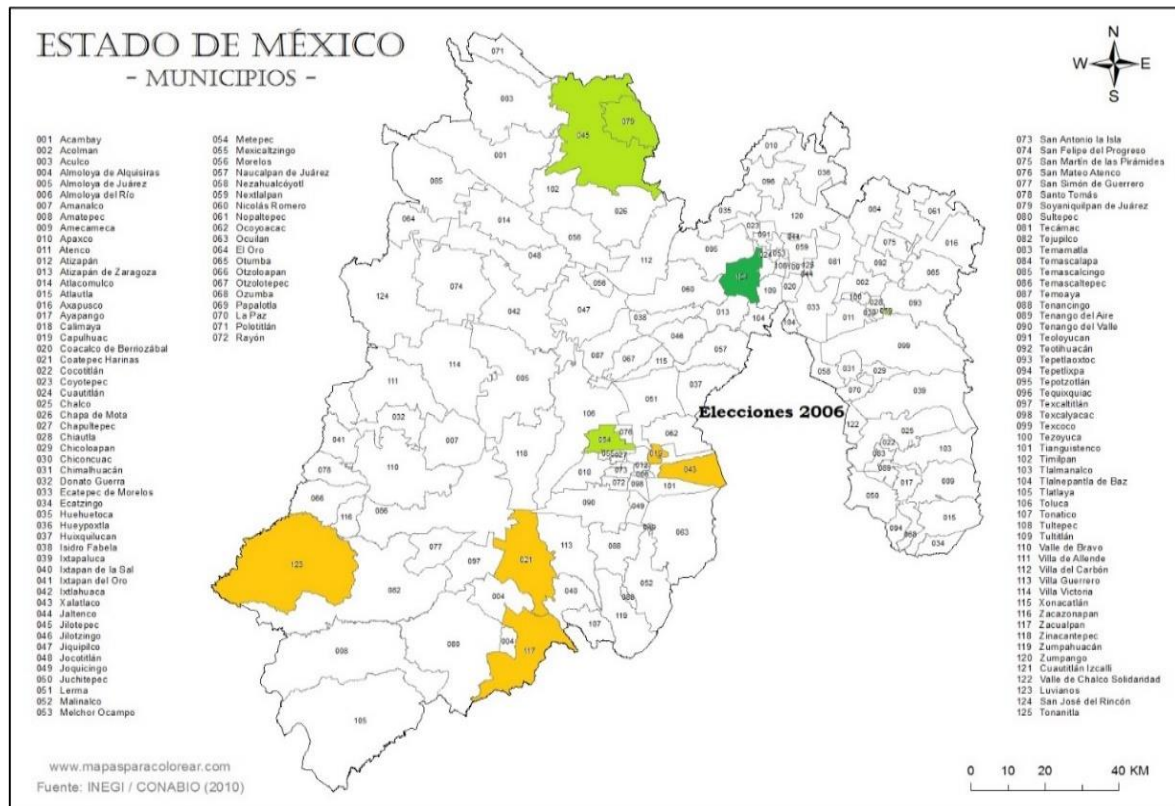 ESTADO DE MÉXICO
- MUNICIPIOS -
N
W E
S
001 Acambay
002 Acolman
003 Aculco
004 Almoloya de Alquisiras
005 Almoloya de Juárez
006 Almoloya del Río
007 Amanalco
008 Amatepec
009 Amecameca
010 Apaxco
011 Atenco
012 Atizapán
013 Atizapán de Zaragoza
014 Atlacomulco
015 Atlautla
016 Axapusco
017 Ayapango
018 Calimaya
019 Capulhuac
020 Coacalco de Berriozábal
021 Coatepec Harinas
022 Cocotitlán
023 Coyotepec
024 Cuautitlán
025 Chalco
026 Chapa de Mota
027 Chapultepec
028 Chiautla
029 Chicoloapan
030 Chiconcuac
031 Chimalhuacán
032 Donato Guerra
033 Ecatepec de Morelos
034 Ecatzingo
035 Huehuetoca
036 Hueypoxtla
037 Huixquilucan
038 Isidro Fabela
039 Ixtapaluca
040 Ixtapan de la Sal
041 Ixtapan del Oro
042 Ixtlahuaca
043 Xalatlaco
044 Jaltenco
045 Jilotepec
046 Jilotzingo
047 Jiquipilco
048 Jocotitlán
049 Joquicingo
050 Juchitepec
051 Lerma
052 Malinalco
053 Melchor Ocampo
054 Metepec
055 Mexicaltzingo
056 Morelos
057 Naucalpan de Juárez
058 Nezahualcóyotl
059 Nextlalpan
060 Nicolás Romero
061 Nopaltepec
062 Ocoyoacac
063 Ocuilan
064 El Oro
065 Otumba
066 Otzoloapan
067 Otzolotepec
068 Ozumba
069 Papalotla
070 La Paz
071 Polotitlán
072 Rayón
Elecciones 2006
073 San Antonio la Isla
074 San Felipe del Progreso
075 San Martín de las Pirámides
076 San Mateo Atenco
077 San Simón de Guerrero
078 Santo Tomás
079 Soyaniquilpan de Juárez
080 Sultepec
081 Tecámac
082 Tejupilco
083 Temamatla
084 Temascalapa
085 Temascalcingo
086 Temascaltepec
087 Temoaya
088 Tenancingo
089 Tenango del Aire
090 Tenango del Valle
091 Teoloyucan
092 Teotihuacán
093 Tepetlaoxtoc
094 Tepetlixpa
095 Tepotzotlán
096 Tequixquiac
097 Texcaltitlán
098 Texcalyacac
099 Texcoco
100 Tezoyuca
101 Tianguistenco
102 Timilpan
103 Tlalmanalco
104 Tlalnepantla de Baz
105 Tlatlaya
106 Toluca
107 Tonatico
108 Tultepec
109 Tultitlán
110 Valle de Bravo
111 Villa de Allende
112 Villa del Carbón
113 Villa Guerrero
114 Villa Victoria
115 Xonacatlán
116 Zacazonapan
117 Zacualpan
118 Zinacantepec
119 Zumpahuacán
120 Zumpango
121 Cuautitlán Izcalli
122 Valle de Chalco Solidaridad
123 Luvianos
124 San José del Rincón
125 Tonanitla
www.mapasparacolorear.com
Fuente: INEGI / CONABIO (2010)
0 10 20 40 KM